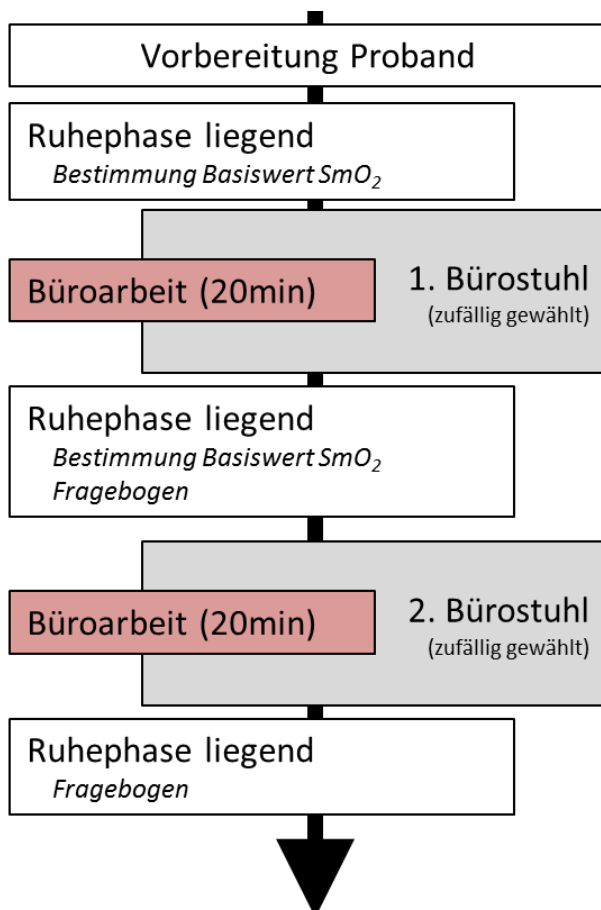 Vorbereitung Proband
Ruhephase liegend
Bestimmung Basiswert SmO₂
Büroarbeit (20min)
1. Bürostuhl
(zufällig gewählt)
Ruhephase liegend
Bestimmung Basiswert SmO₂
Fragebogen
Büroarbeit (20min)
2. Bürostuhl
(zufällig gewählt)
Ruhephase liegend
Fragebogen